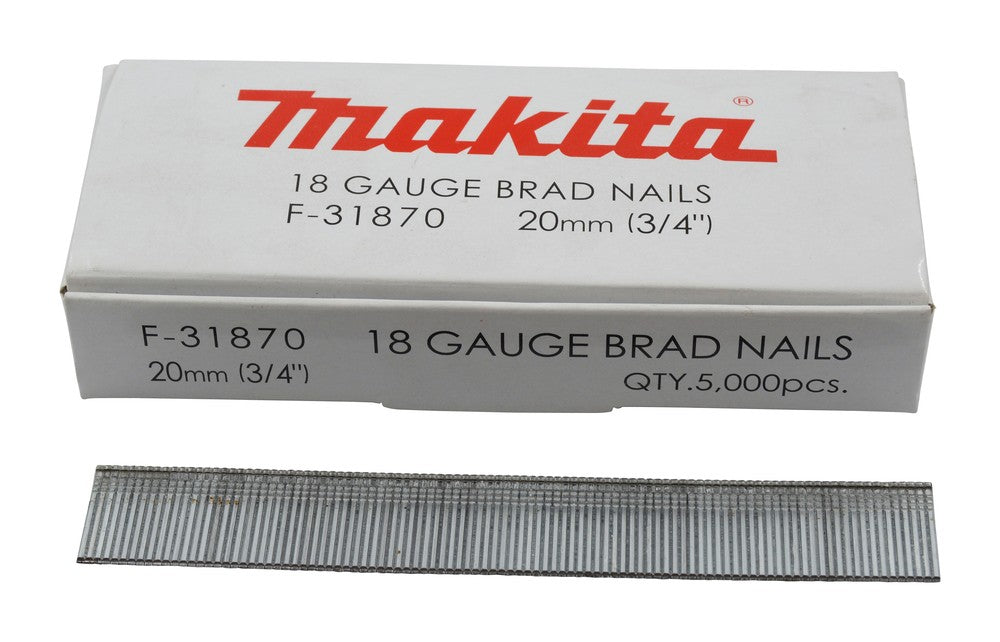 makita®
18 GAUGE BRAD NAILS
F-31870 20mm (3/4")
F-31870 18 GAUGE BRAD NAILS
20mm (3/4") QTY.5,000pcs.